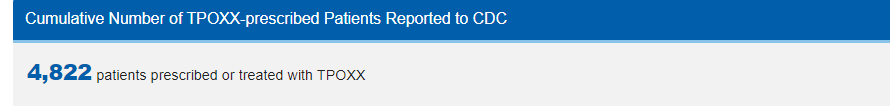 Cumulative Number of TPOXX-prescribed Patients Reported to CDC
4,822 patients prescribed or treated with TPOXX